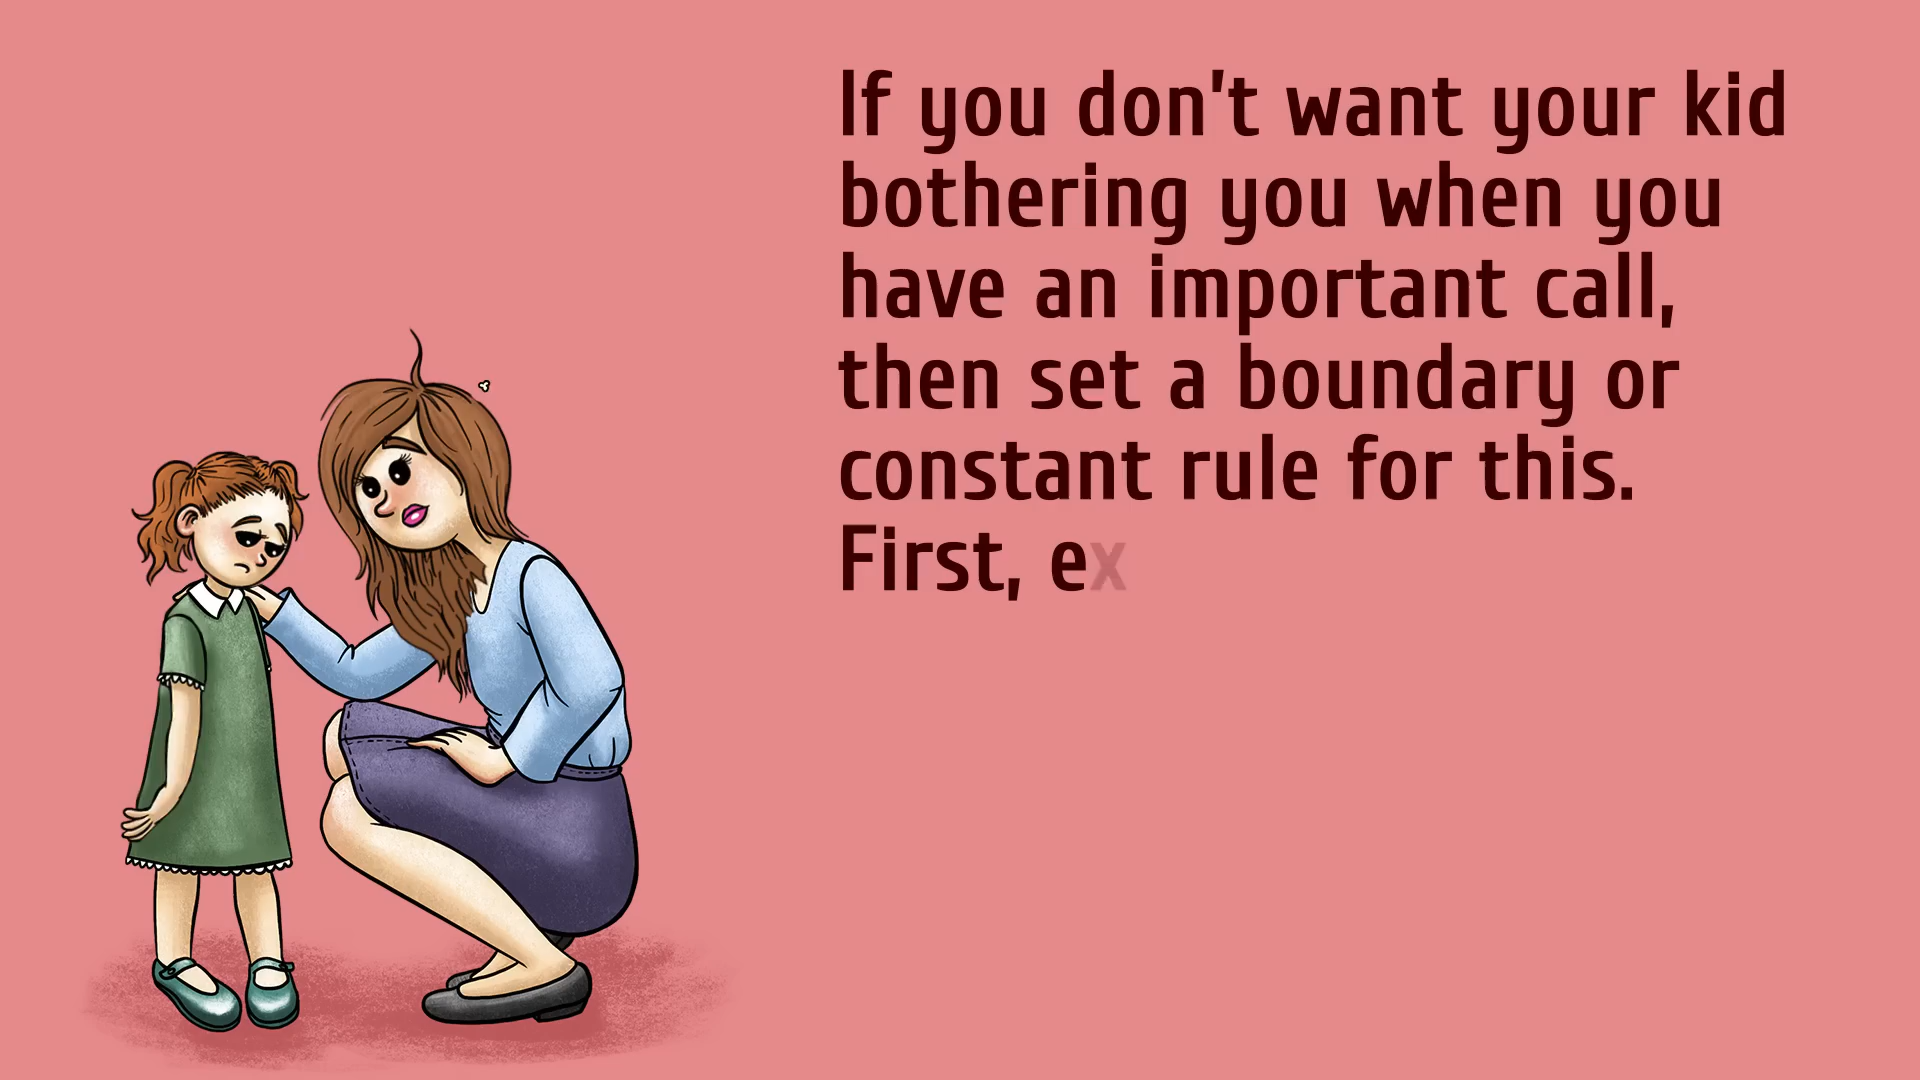 If you don't want your kid
bothering you when you
have an important call,
then set a boundary or
constant rule for this.
First, ex